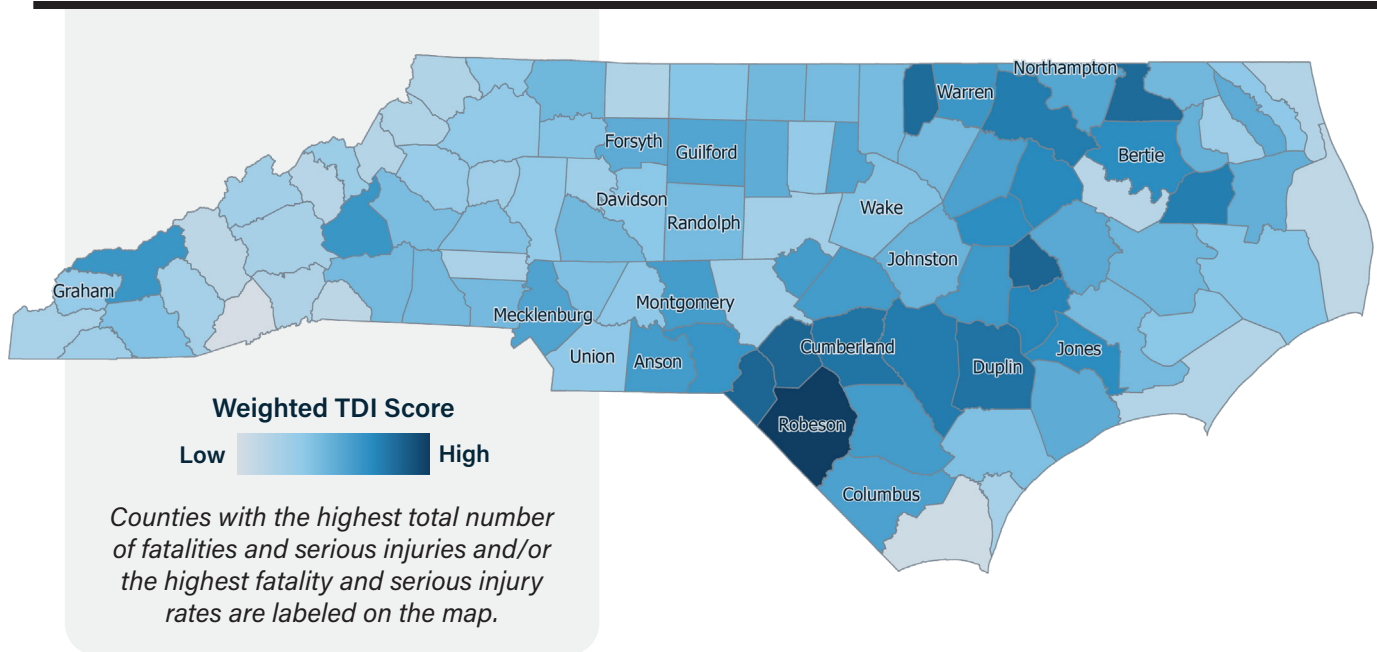 Northampton
Warren
Forsyth
Guilford
Bertie
Davidson
Randolph
Wake
Johnston
Graham
Mecklenburg
Montgomery
Union
Anson
Cumberland
Duplin
Jones
Robeson
Columbus
Weighted TDI Score
Low
High
Counties with the highest total number
of fatalities and serious injuries and/or
the highest fatality and serious injury
rates are labeled on the map.